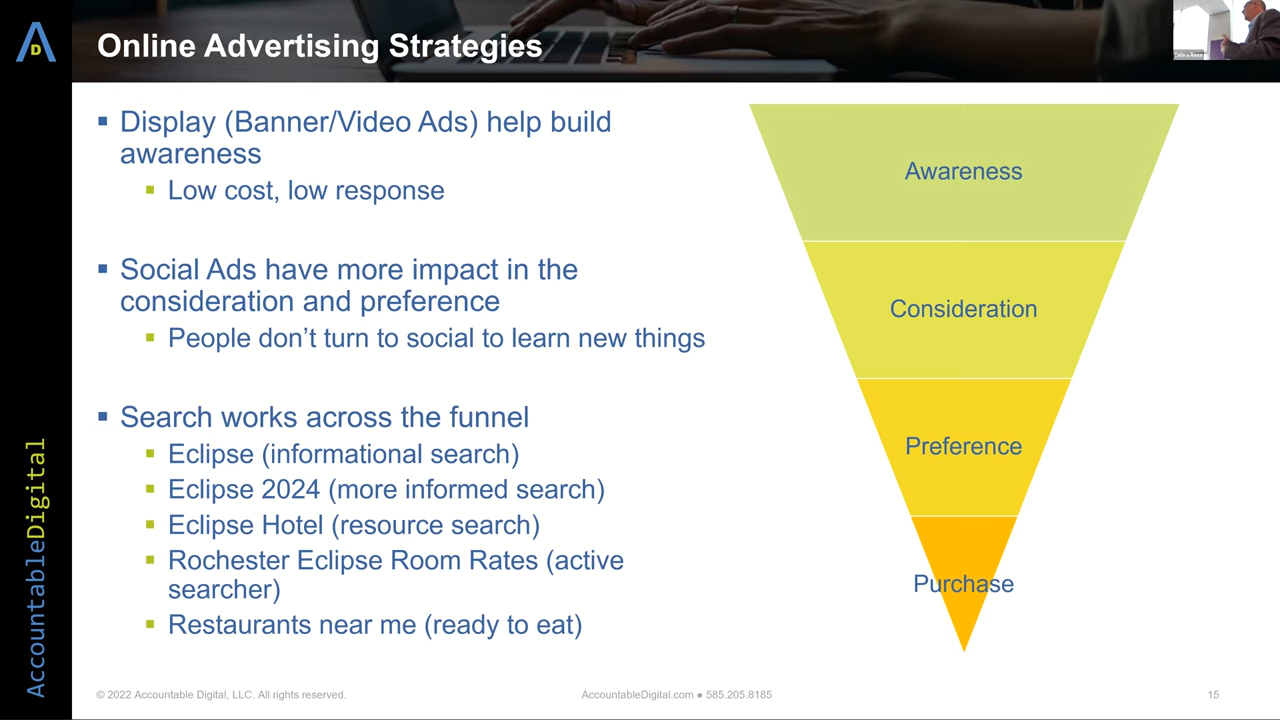 Online Advertising Strategies
Display (Banner/Video Ads) help build
awareness
Low cost, low response
Social Ads have more impact in the
consideration and preference
People don’t turn to social to learn new things
Search works across the funnel
Eclipse (informational search)
Eclipse 2024 (more informed search)
Eclipse Hotel (resource search)
Rochester Eclipse Room Rates (active
searcher)
Restaurants near me (ready to eat)
Awareness
Consideration
Preference
Purchase
AccountableDigital
© 2022 Accountable Digital, LLC. All rights reserved.
AccountableDigital.com ● 585.205.8185
15